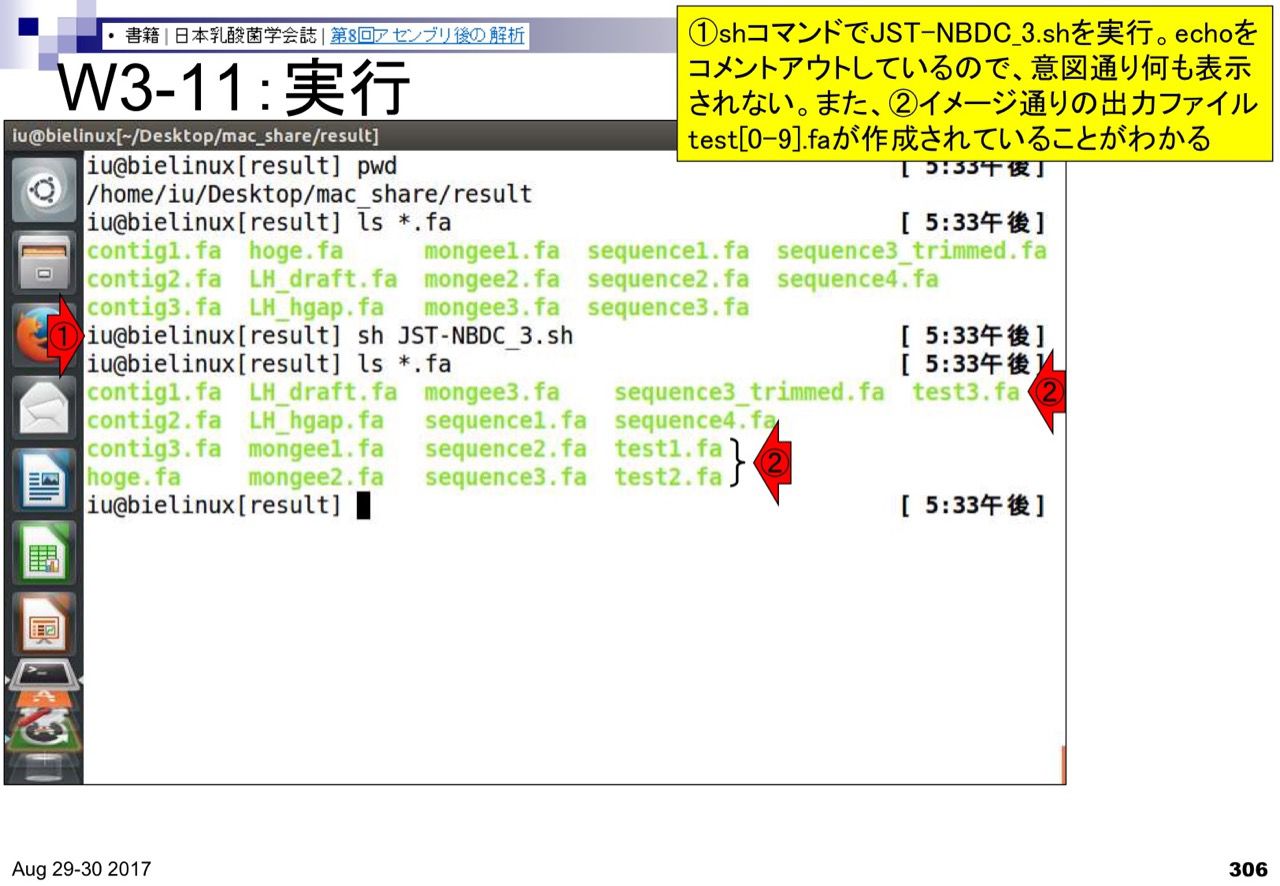 • 書籍 | 日本乳酸菌学会誌 | 第8回アセンブリ後の解析
W3-11：実行
①shコマンドでJST-NBDC_3.shを実行。echoを
コメントアウトしているので、意図通り何も表示
されない。また、②イメージ通りの出力ファイル
test[0-9].faが作成されていることがわかる
iu@bielinux[~/Desktop/mac_share/result]
iu@bielinux[result] pwd [ 5:33午後]
/home/iu/Desktop/mac_share/result
iu@bielinux[result] ls *.fa [ 5:33午後]
contig1.fa hoge.fa mongee1.fa sequence1.fa sequence3_trimmed.fa
contig2.fa LH_draft.fa mongee2.fa sequence2.fa sequence4.fa
contig3.fa LH_hgap.fa mongee3.fa sequence3.fa
① iu@bielinux[result] sh JST-NBDC_3.sh [ 5:33午後]
iu@bielinux[result] ls *.fa [ 5:33午後]
contig1.fa LH_draft.fa mongee3.fa sequence3_trimmed.fa test3.fa ②
contig2.fa LH_hgap.fa sequence1.fa sequence4.fa
contig3.fa mongee1.fa sequence2.fa test1.fa ②
hoge.fa mongee2.fa sequence3.fa test2.fa
iu@bielinux[result] [ 5:33午後]
Aug 29-30 2017
306